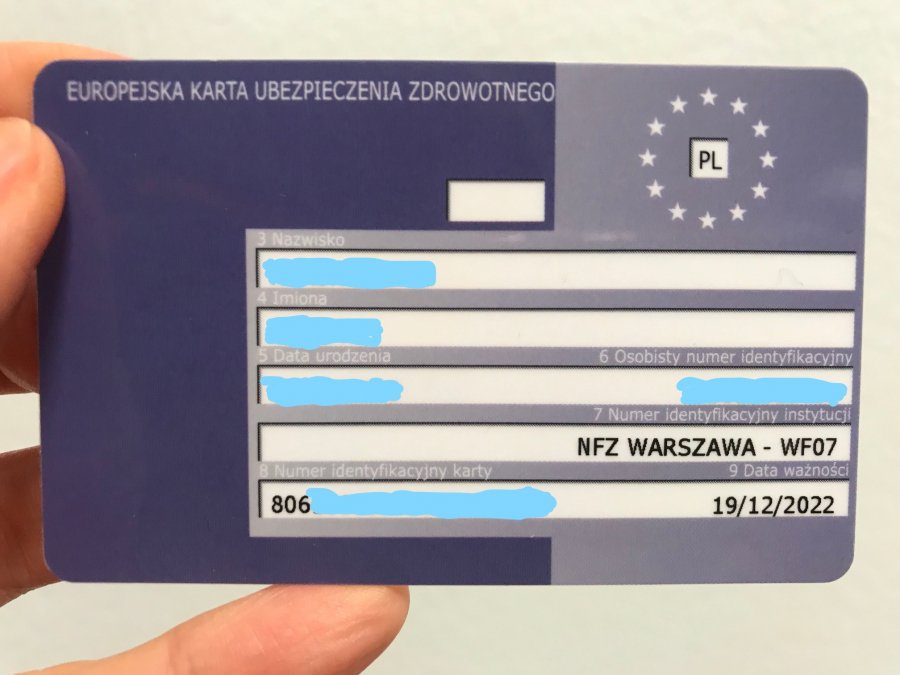 EUROPEJSKA KARTA UBEZPIECZENIA ZDROWOTNEGO
PL
3 Nazwisko
4 Imiona
5 Data urodzenia 6 Osobisty numer identyfikacyjny
7 Numer identyfikacyjny instytucji
NFZ WARSZAWA - WF07
8 Numer identyfikacyjny karty 9 Data ważności
806 19/12/2022